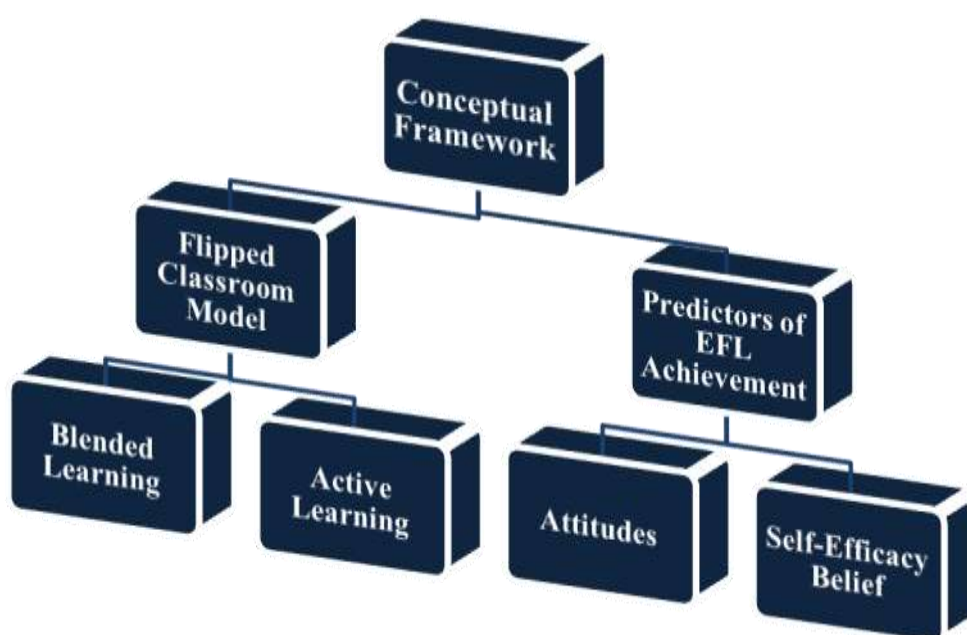 Conceptual
Framework
Flipped
Classroom
Model
Predictors of
EFL
Achievement
Blended
Learning
Active
Learning
Attitudes
Self-Efficacy
Belief